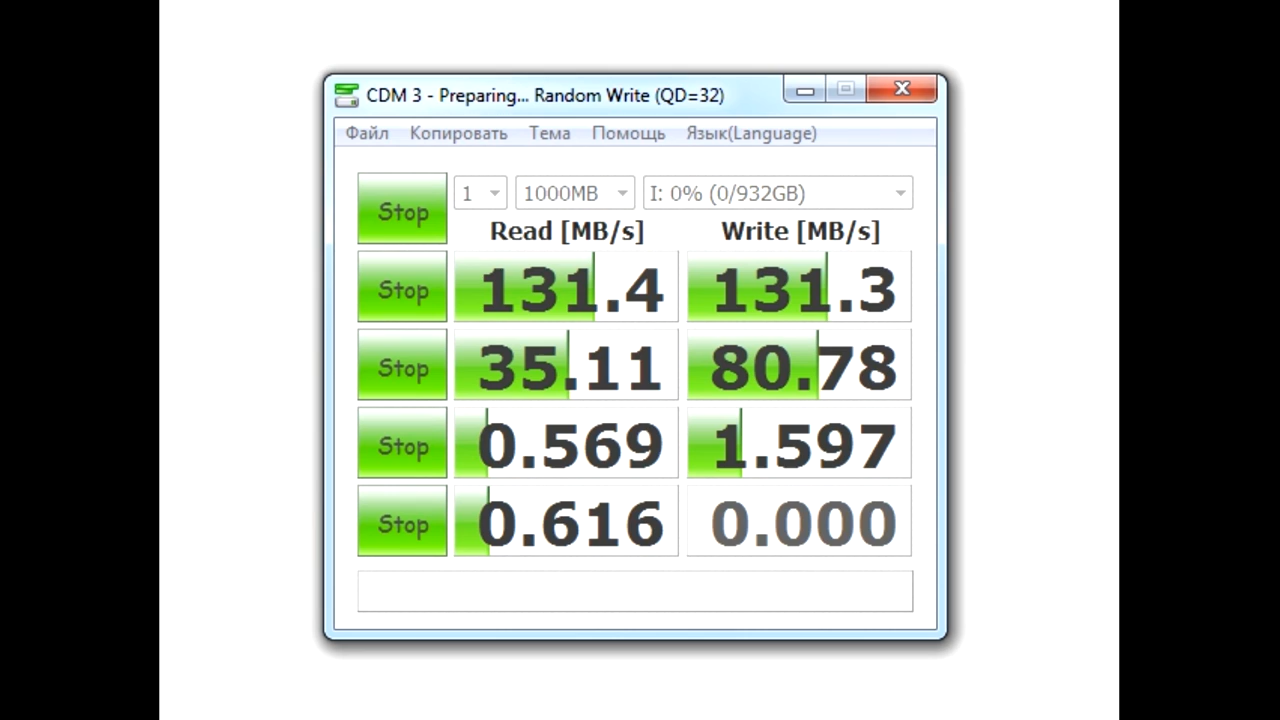 CDM 3 - Preparing... Random Write (QD=32)
Файл Копировать Тема Помощь Язык(Language)
Stop 1 1000MB I: 0% (0/932GB)
Read [MB/s] Write [MB/s]
Stop 131.4 131.3
Stop 35.11 80.78
Stop 0.569 1.597
Stop 0.616 0.000